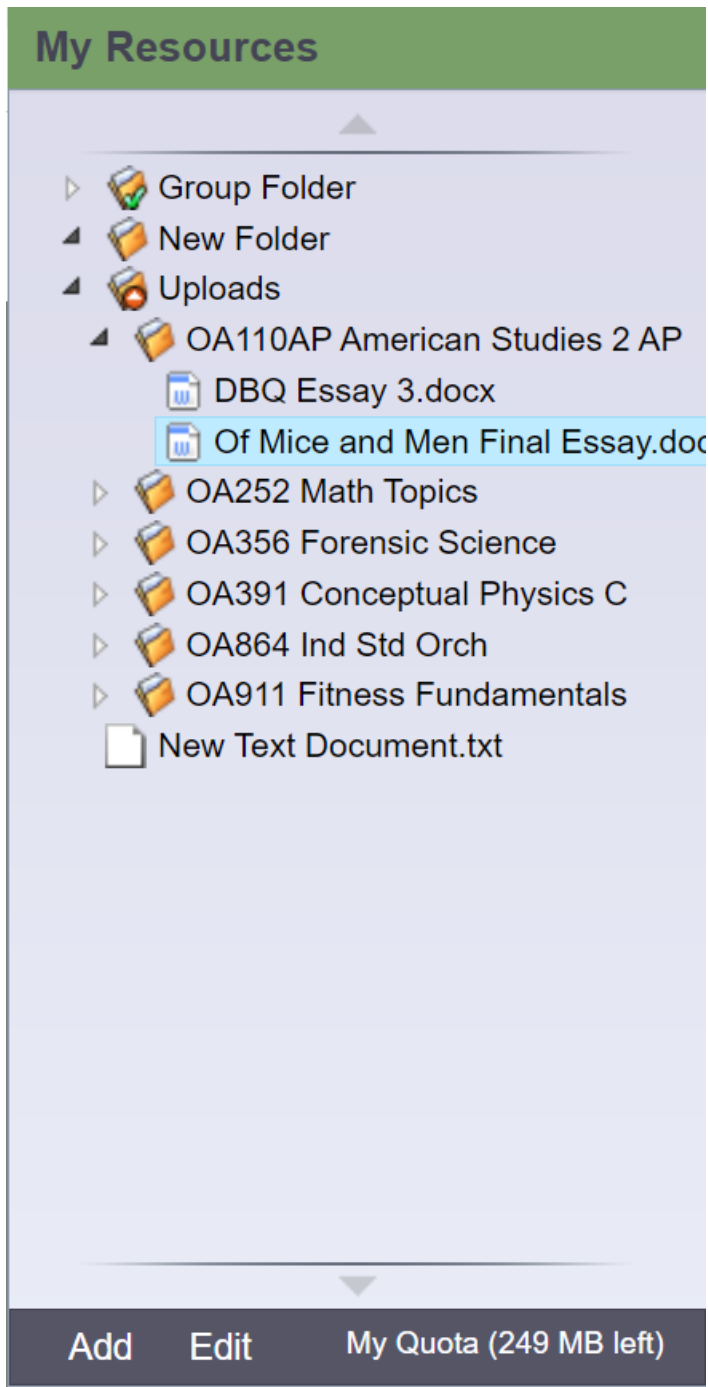 My Resources
Group Folder
New Folder
Uploads
OA110AP American Studies 2 AP
DBQ Essay 3.docx
Of Mice and Men Final Essay.doc
OA252 Math Topics
OA356 Forensic Science
OA391 Conceptual Physics C
OA864 Ind Std Orch
OA911 Fitness Fundamentals
New Text Document.txt
Add Edit My Quota (249 MB left)